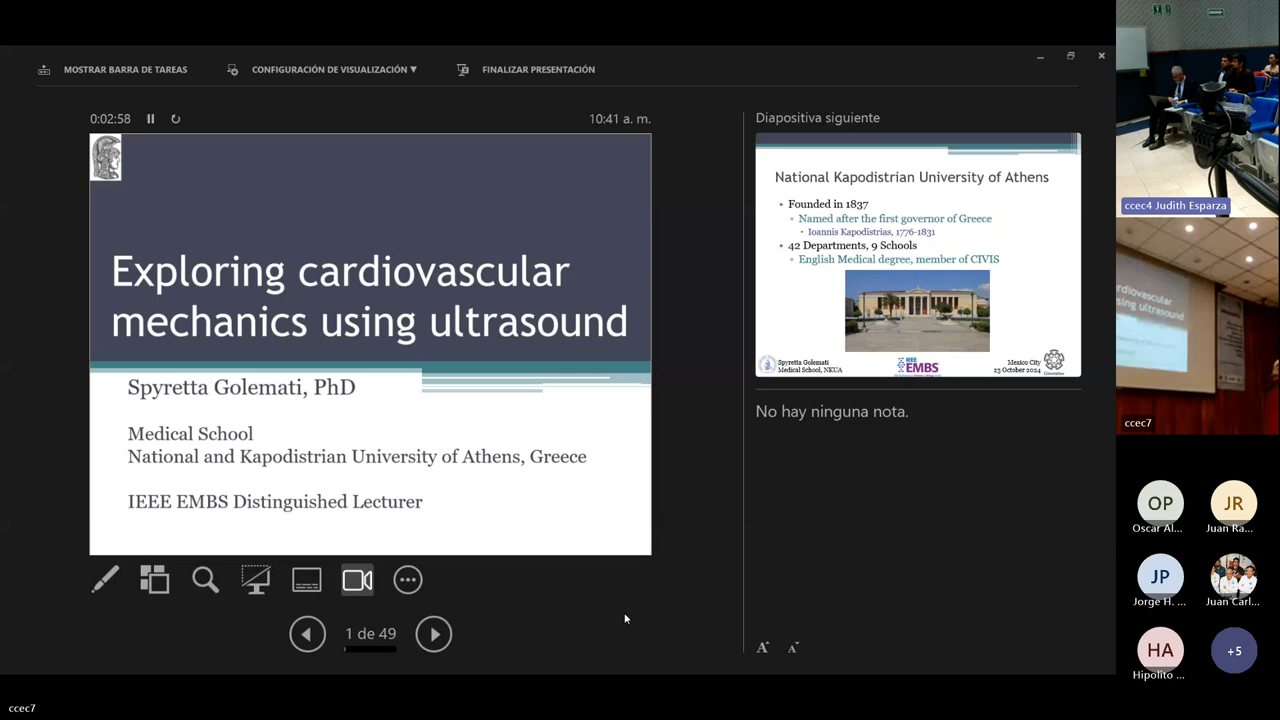 MOSTRAR BARRA DE TAREAS
CONFIGURACIÓN DE VISUALIZACIÓN ▼
FINALIZAR PRESENTACIÓN
0:02:58
10:41 a. m.
Exploring cardiovascular
mechanics using ultrasound
Spyretta Golemati, PhD
Medical School
National and Kapodistrian University of Athens, Greece
IEEE EMBS Distinguished Lecturer
1 de 49
Diapositiva siguiente
National Kapodistrian University of Athens
• Founded in 1837
Named after the first governor of Greece
• Ioannis Kapodistrias, 1776-1831
• 42 Departments, 9 Schools
English Medical degree, member of CIVIS
Spyretta Golemati
Medical School, NKUA
IEEE
EMBS
Mexico City
23 October 2024
No hay ninguna nota.
A A
ccec4 Judith Esparza
rdiovascular
sing ultrasound
ccec7
OP
Oscar Al...
JR
Juan Ra...
JP
Jorge H. ...
Juan Carl...
HA
Hipolito ...
+5
ccec7